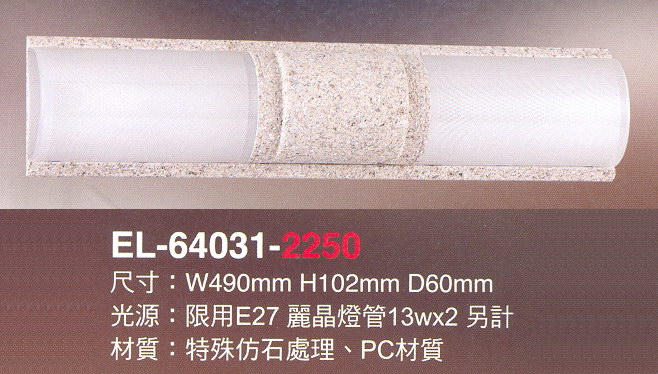 EL-64031-2250
尺寸：W490mm H102mm D60mm
光源：限用E27 麗晶燈管13wx2 另計
材質：特殊仿石處理、PC材質